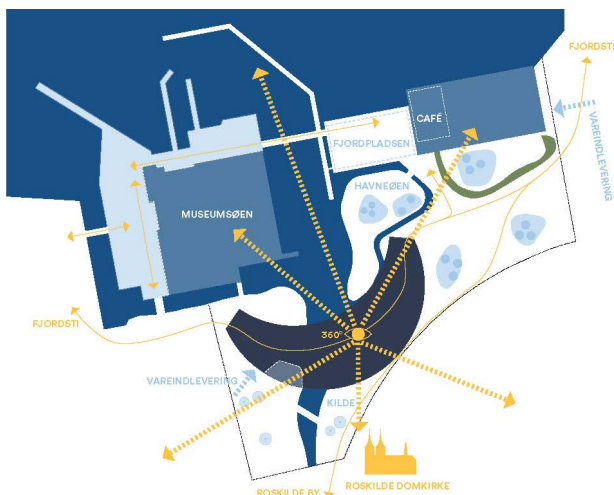 FJORDSTI
CAFÉ
FJORDPLADSEN
VAREINDLEVERING
HAVNEØEN
MUSEUMSØEN
FJORDSTI
360°
VAREINDLEVERING
KILDE
ROSKILDE DOMKIRKE
ROSKILDE BY